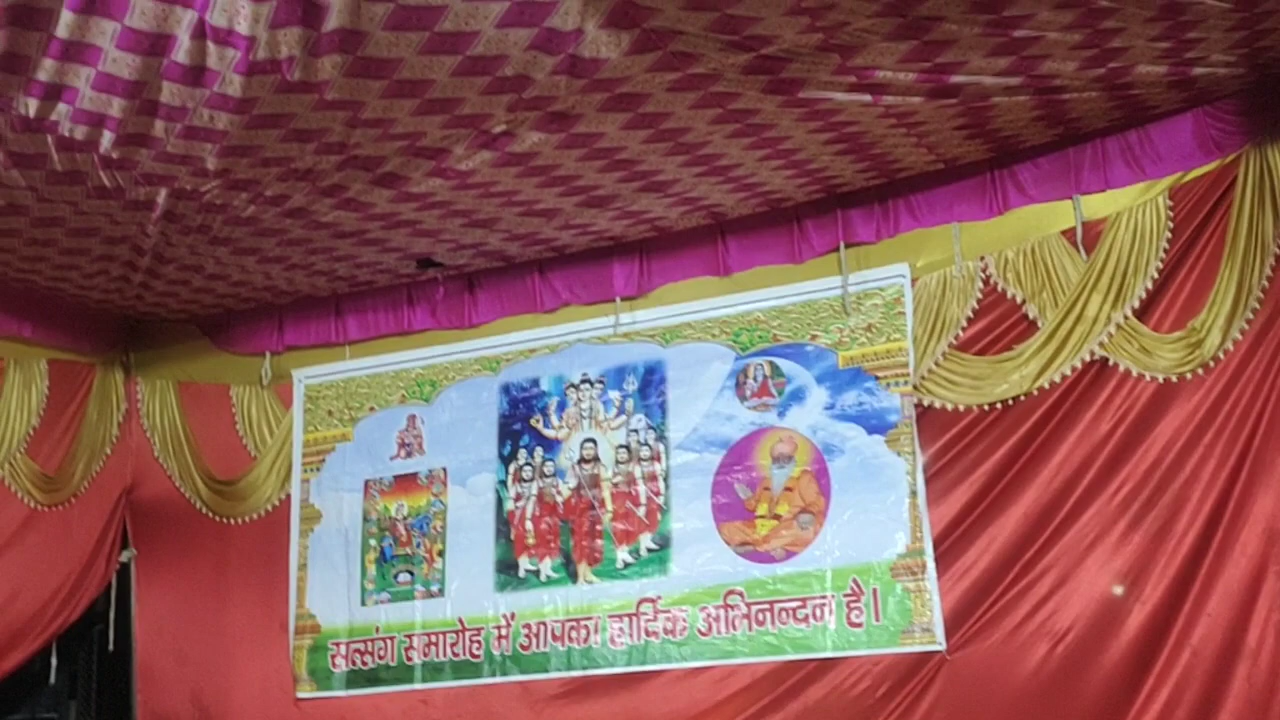 सत्संग समारोह में आपका हार्दिक अभिनन्दन है।